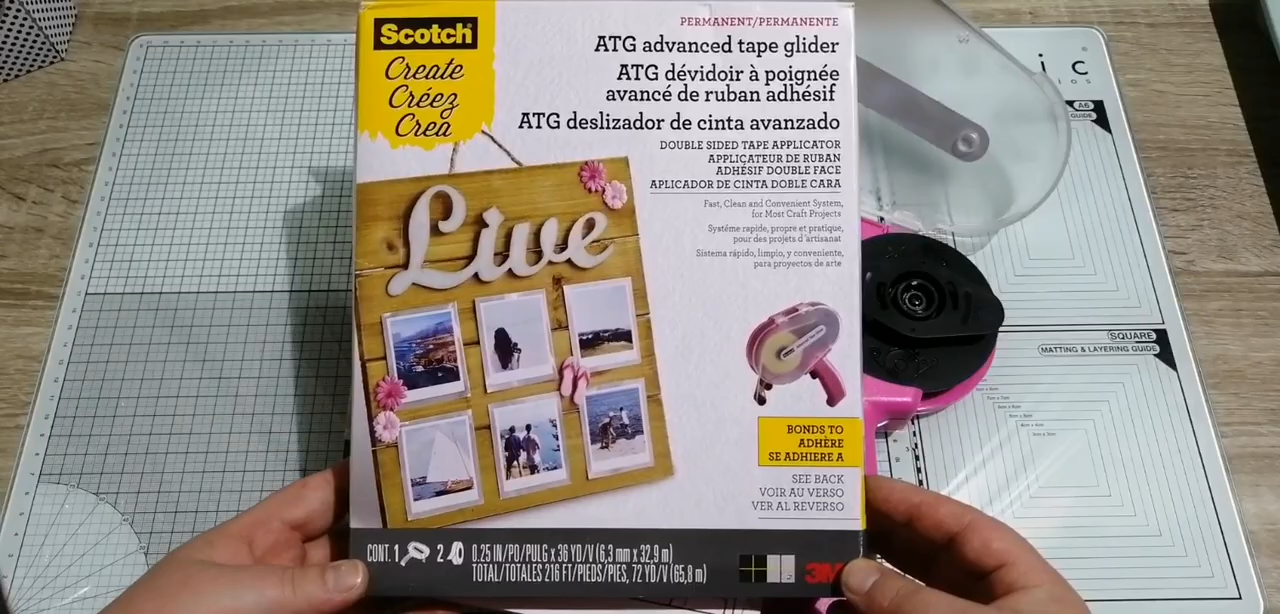 Scotch
Create
Créez
Crea
PERMANENT/PERMANENTE
ATG advanced tape glider
ATG dévidoir à poignée
avancé de ruban adhésif
ATG deslizador de cinta avanzado
DOUBLE SIDED TAPE APPLICATOR
APPLIÇATEUR DE RUBAN
ADHÉSIF DOUBLE FACE
APLICADOR DE CINTA DOBLE CARA
Fast, Clean and Convenient System,
for Most Craft Projects
Systéme rapide, propre et pratique,
pour des projets d'artisanat
Sistema rápido, limpio, y conveniente,
para proyectos de arte
Live
BONDS TO
ADHÈRE
SE ADHIERE A
SEE BACK
VOIR AU VERSO
VER AL REVERSO
CONT. 1 2 0.25 IN/PO/PULG x 36 YD/V (6,3 mm x 32,9 m)
TOTAL/TOTALES 216 FT/PIEDS/PIES, 72 YD/V (65,8 m)
3M
ic
A6
GUIDE
SQUARE
MATTING & LAYERING GUIDE